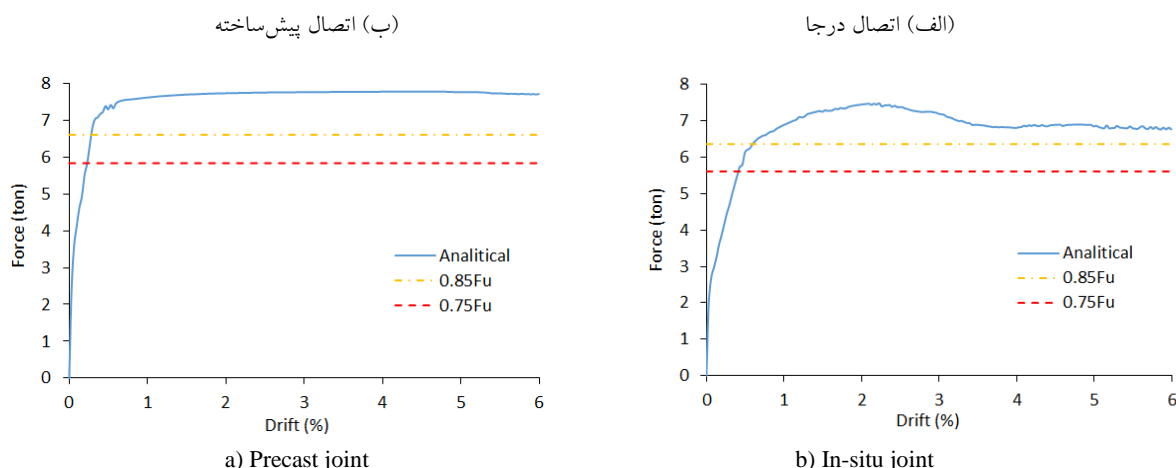 (ب) اتصال پیش‌ساخته
(الف) اتصال درجا
8
7
6
5
4
3
2
1
0
Force (ton)
Analitical
0.85Fu
0.75Fu
0 1 2 3 4 5 6
Drift (%)
a) Precast joint
8
7
6
5
4
3
2
1
0
Force (ton)
Analitical
0.85Fu
0.75Fu
0 1 2 3 4 5 6
Drift (%)
b) In-situ joint